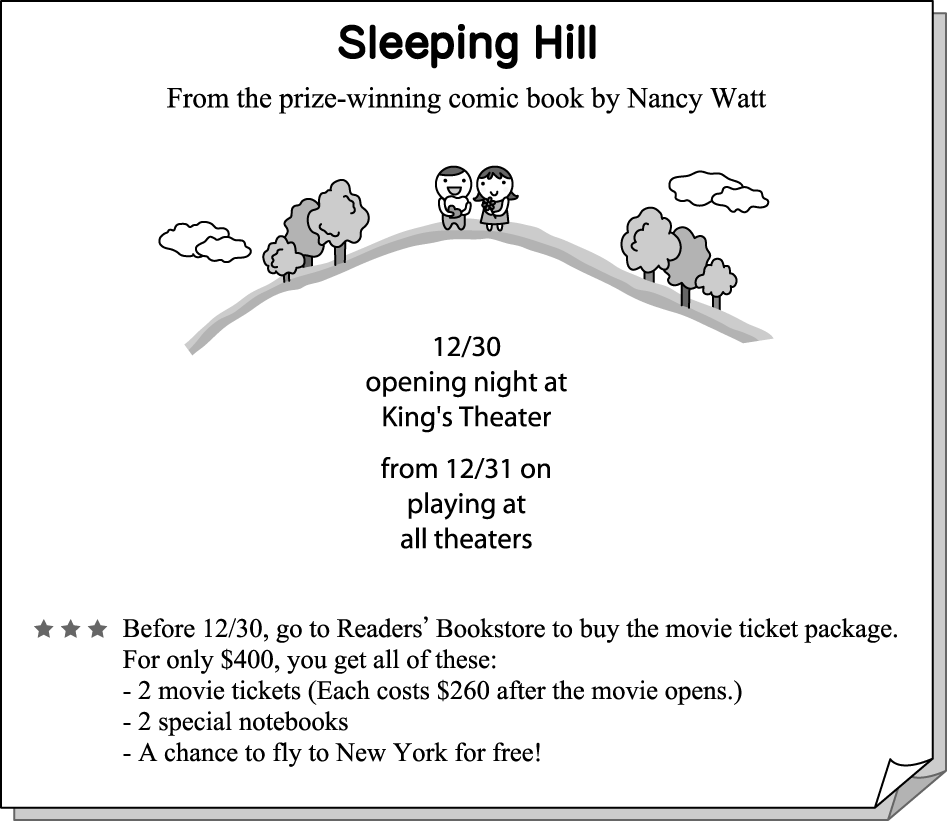 Sleeping Hill
From the prize-winning comic book by Nancy Watt
12/30
opening night at
King's Theater
from 12/31 on
playing at
all theaters
★★★ Before 12/30, go to Readers’ Bookstore to buy the movie ticket package.
For only $400, you get all of these:
- 2 movie tickets (Each costs $260 after the movie opens.)
- 2 special notebooks
- A chance to fly to New York for free!